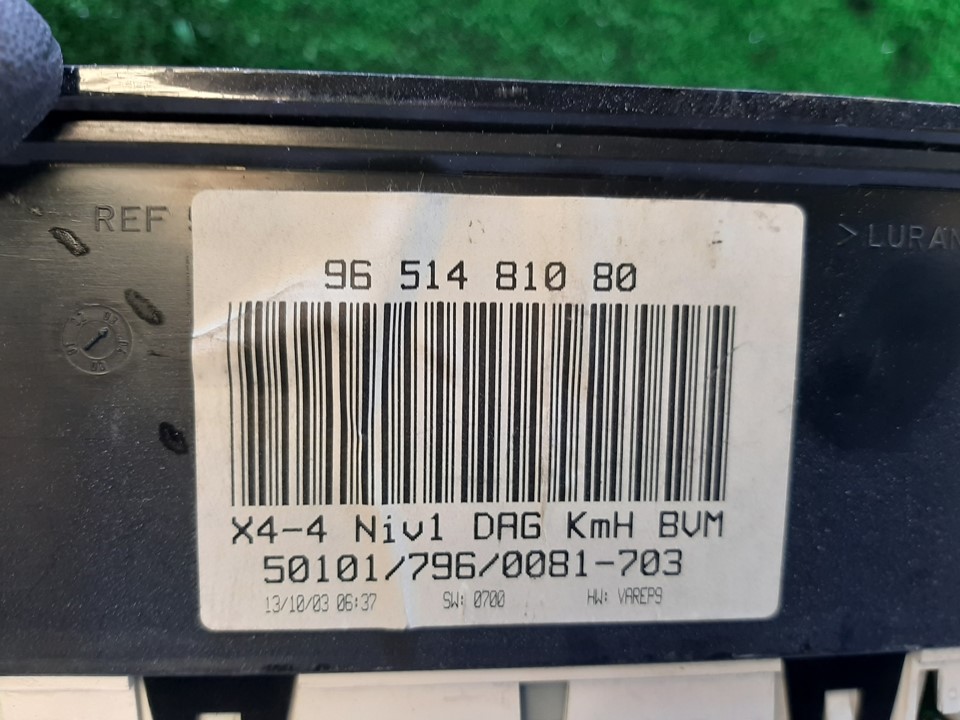 REF
> LURAN
96 514 810 80
X4-4 Niv1 DAG KmH BVM
50101/796/0081-703
13/10/03 06:37 SW: 0700 HW: VAREP9